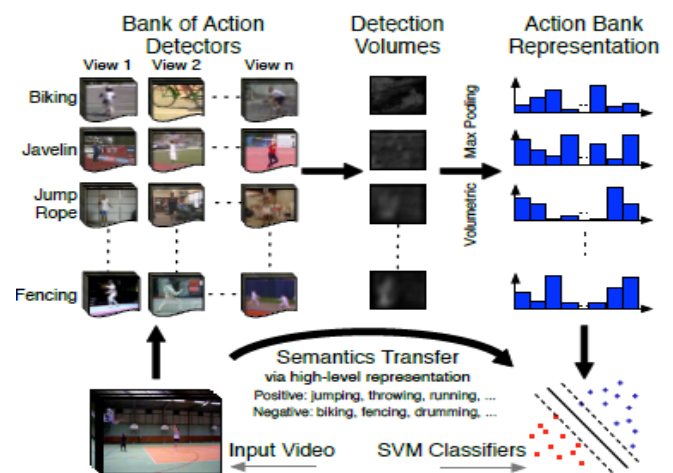 Bank of Action
Detectors
Detection
Volumes
Action Bank
Representation
View 1
View 2
View n
Biking
Javelin
Jump
Rope
Fencing
Max Pooling
Volumetric
Semantics Transfer
via high-level representation
Positive: jumping, throwing, running, ...
Negative: biking, fencing, drumming, ...
Input Video
SVM Classifiers